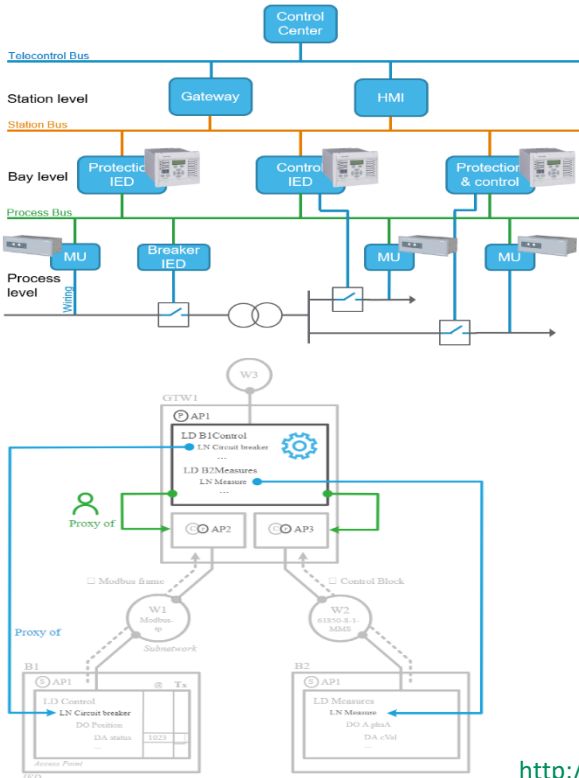 Control
Center
Telecontrol Bus
Station level
Gateway
HMI
Station Bus
Bay level
Protection
IED
Control
IED
Protection
& control
Process Bus
MU
Breaker
IED
MU
MU
Process
level
Wiring
W3
GTW1
P AP1
LD B1Control
LN Circuit breaker
...
LD B2Measures
LN Measure
...
Proxy of
AP2
AP3
Modbus frame
Control Block
W1
Modbus-
tp
Subnetwork
W2
61850-8-1-
MMS
Proxy of
B1
S AP1
@ Tx
LD Control
LN Circuit breaker
DO Position
DA status
1023
...
Access Point
IED
B2
S AP1
LD Measures
LN Measure
DO A.phsA
DA.cVal
...
http:/